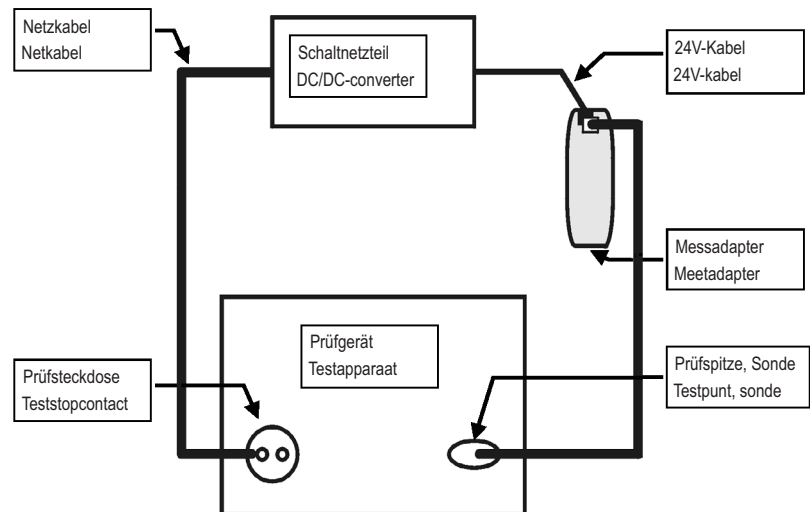 Netzkabel
Netkabel
Schaltnetzteil
DC/DC-converter
24V-Kabel
24V-kabel
Messadapter
Meetadapter
Prüfgerät
Testapparaat
Prüfsteckdose
Teststopcontact
Prüfspitze, Sonde
Testpunt, sonde